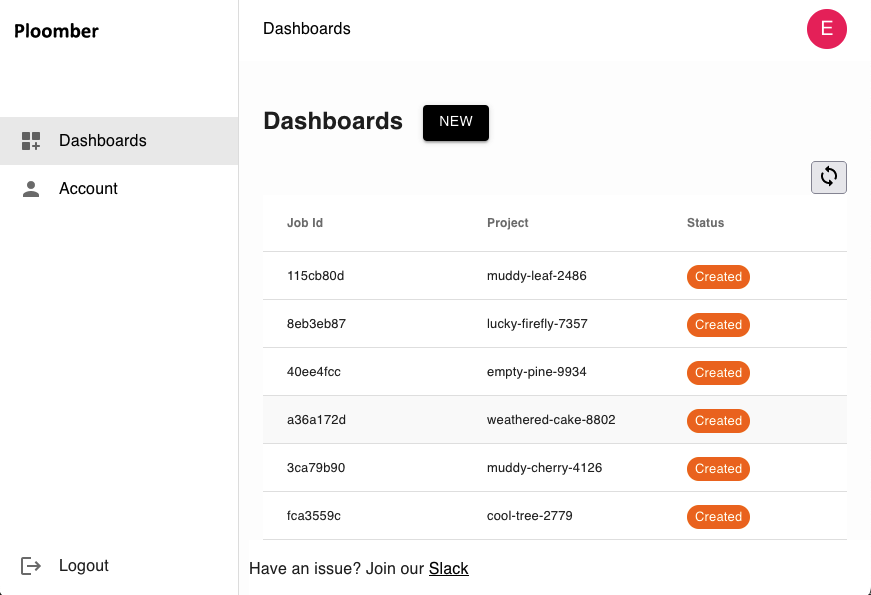 Ploomber
Dashboards
E
Dashboards
Account
Dashboards NEW
Job Id Project Status
115cb80d muddy-leaf-2486 Created
8eb3eb87 lucky-firefly-7357 Created
40ee4fcc empty-pine-9934 Created
a36a172d weathered-cake-8802 Created
3ca79b90 muddy-cherry-4126 Created
fca3559c cool-tree-2779 Created
Logout
Have an issue? Join our Slack